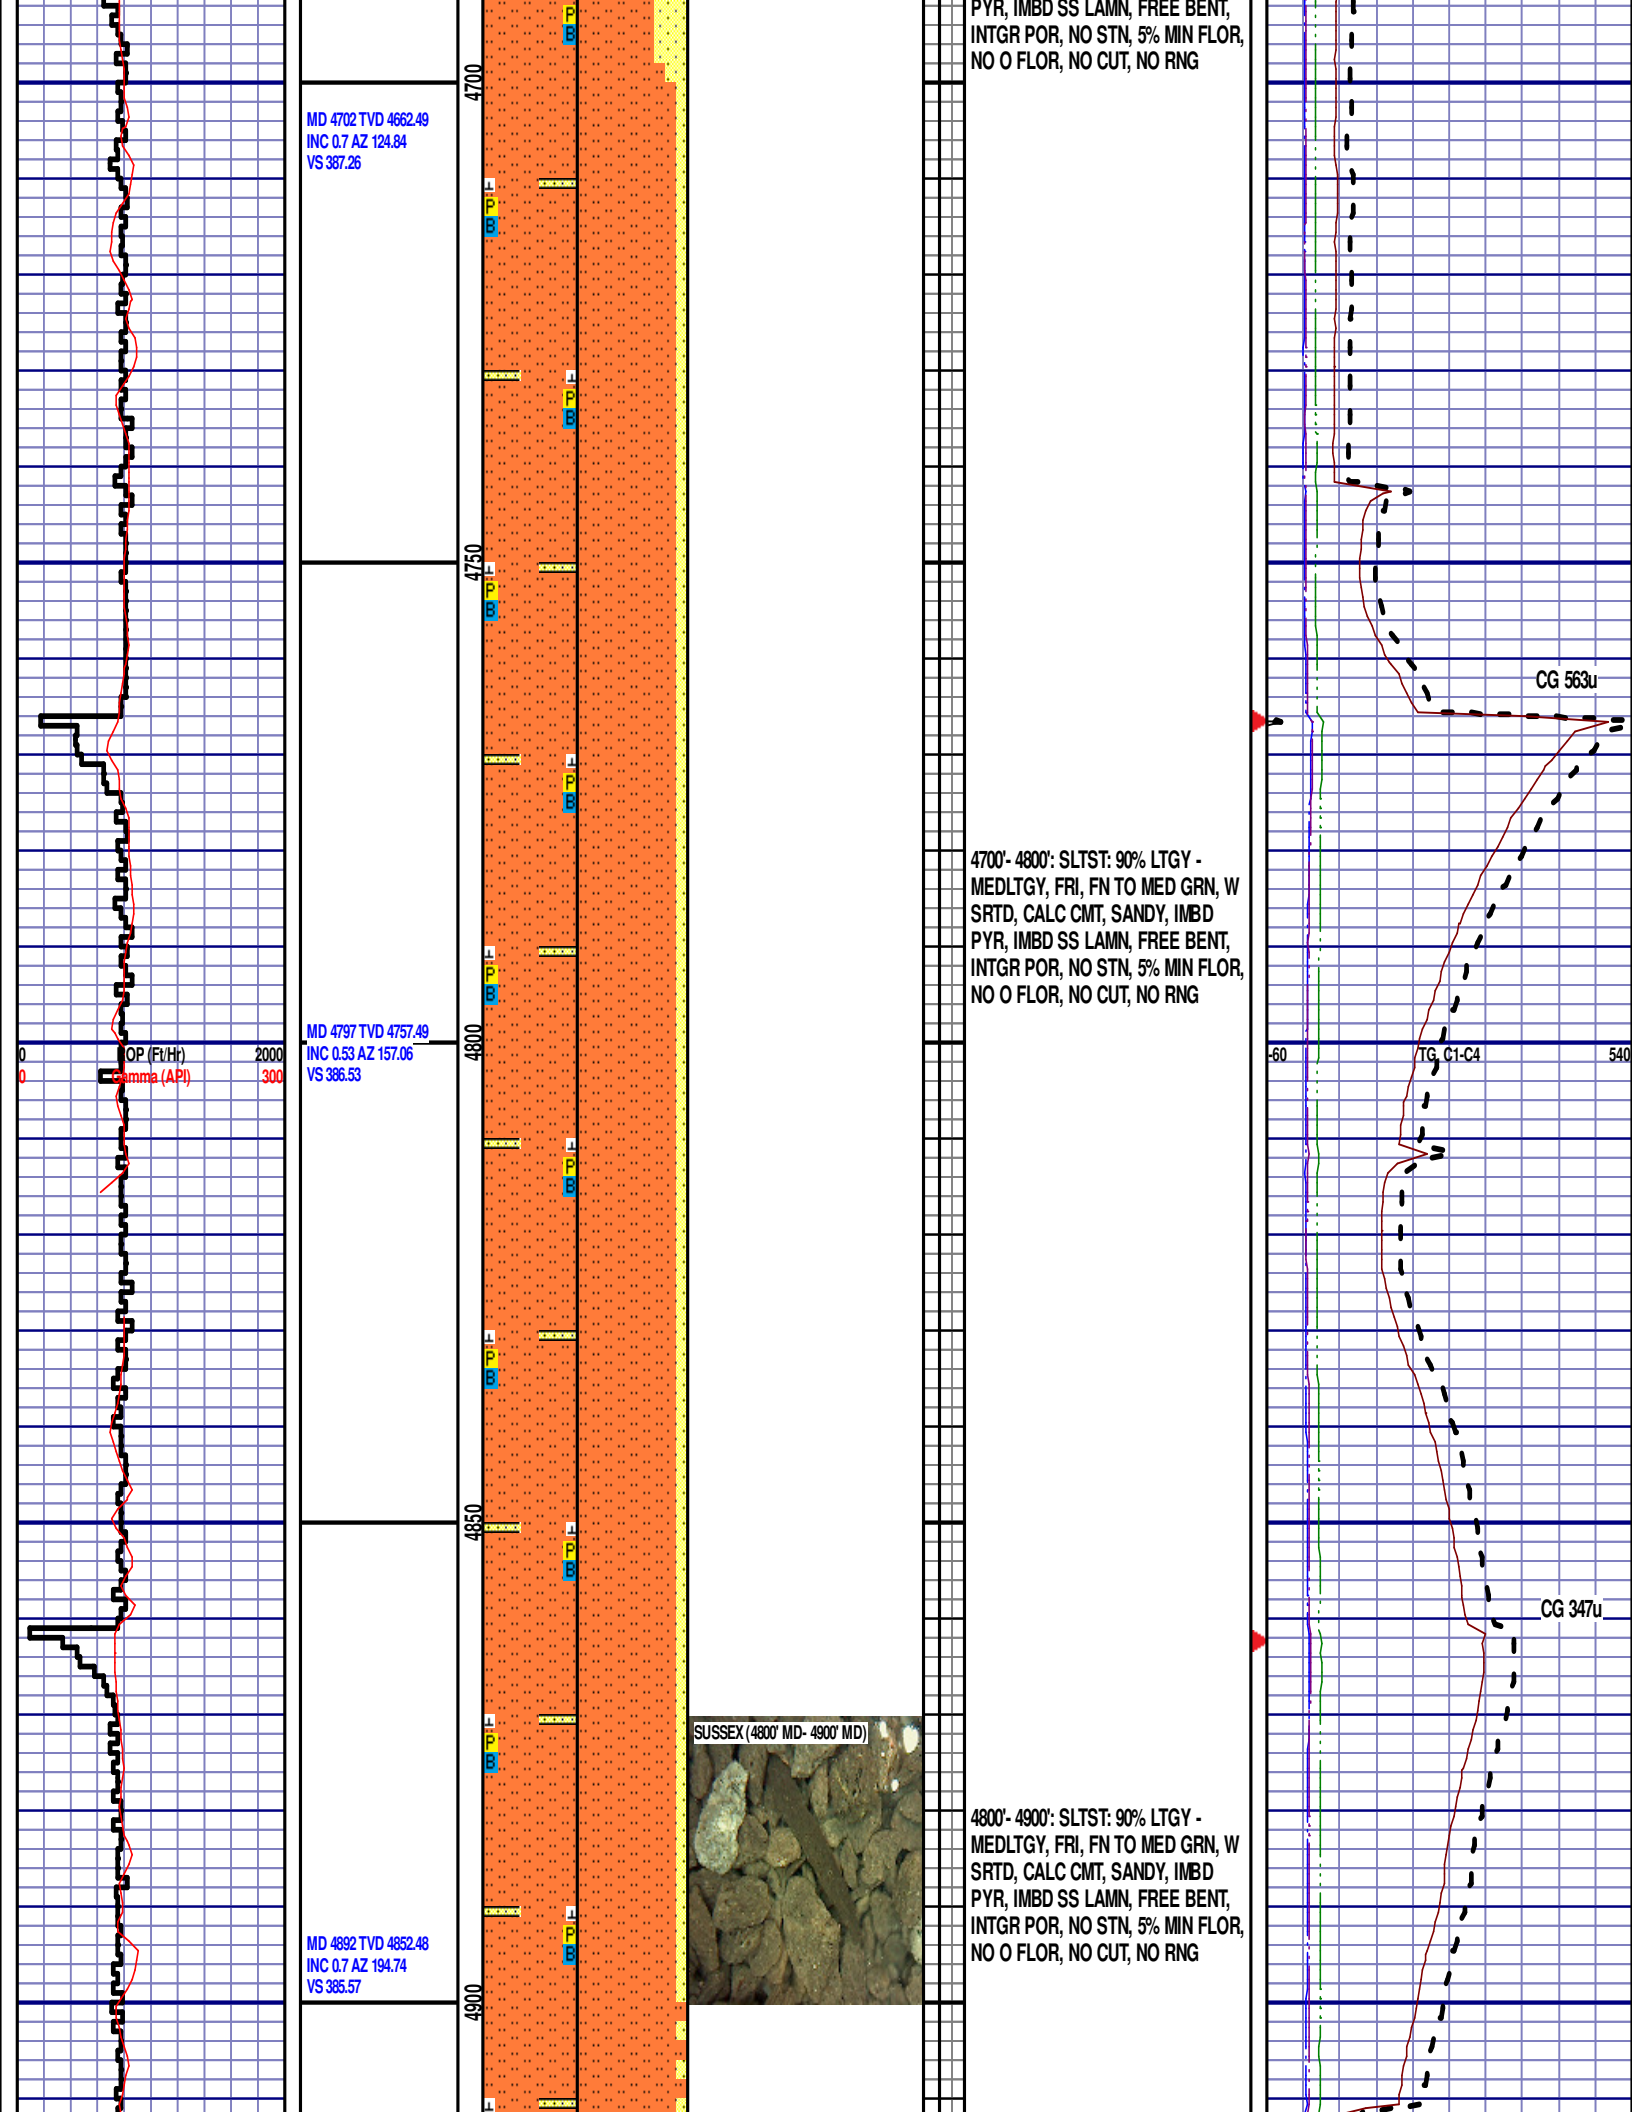 PYR, IMBD SS LAMN, FREE BENT,
INTGR POR, NO STN, 5% MIN FLOR,
NO O FLOR, NO CUT, NO RNG
P
B
4700
MD 4702 TVD 4662.49
INC 0.7 AZ 124.84
VS 387.26
P
B
P
B
4750
P
B
CG 563u
P
B
4700'- 4800': SLTST: 90% LTGY -
MEDLTGY, FRI, FN TO MED GRN, W
SRTD, CALC CMT, SANDY, IMBD
PYR, IMBD SS LAMN, FREE BENT,
INTGR POR, NO STN, 5% MIN FLOR,
NO O FLOR, NO CUT, NO RNG
P
B
4800
MD 4797 TVD 4757.49
INC 0.53 AZ 157.06
VS 386.53
0 OP (Ft/Hr) 2000
0 Gamma (API) 300
-60 TG, C1-C4 540
P
B
P
B
4850
P
B
CG 347u
P
B
SUSSEX (4800' MD- 4900' MD)
4800'- 4900': SLTST: 90% LTGY -
MEDLTGY, FRI, FN TO MED GRN, W
SRTD, CALC CMT, SANDY, IMBD
PYR, IMBD SS LAMN, FREE BENT,
INTGR POR, NO STN, 5% MIN FLOR,
NO O FLOR, NO CUT, NO RNG
P
B
MD 4892 TVD 4852.48
INC 0.7 AZ 194.74
VS 385.57
4900